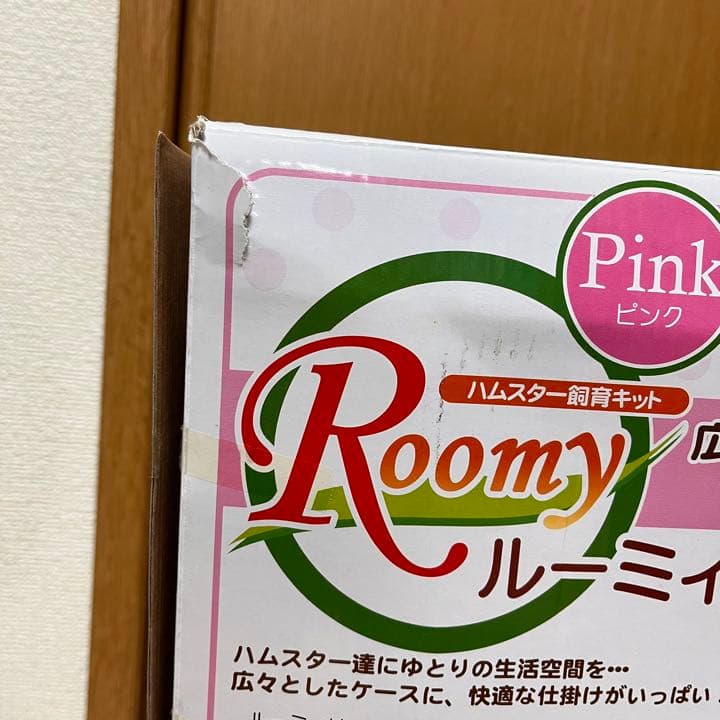 Pink
ピンク
ハムスター飼育キット
広
Roomy
ルーミィ
ハムスター達にゆとりの生活空間を…
広々としたケースに、快適な仕掛けがいっぱい